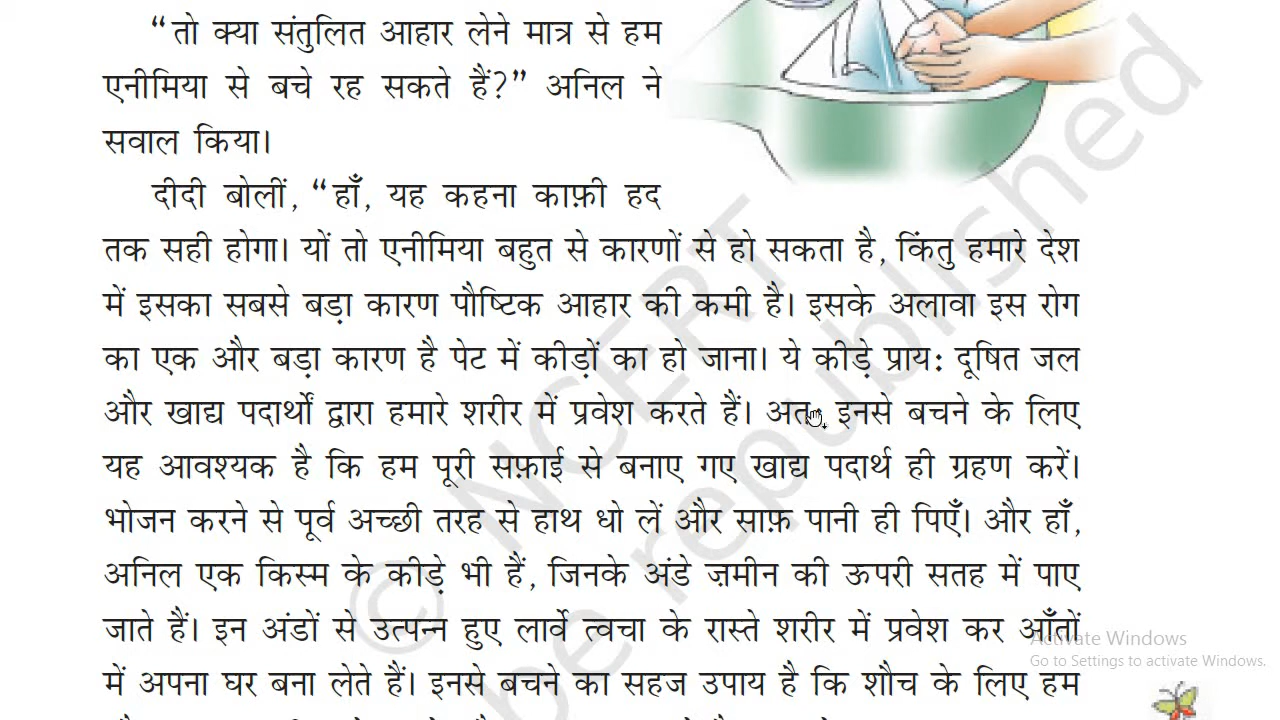 “तो क्या संतुलित आहार लेने मात्र से हम
एनीमिया से बचे रह सकते हैं?” अनिल ने
सवाल किया।
दीदी बोलीं, “हाँ, यह कहना काफ़ी हद
तक सही होगा। यों तो एनीमिया बहुत से कारणों से हो सकता है, किंतु हमारे देश
में इसका सबसे बड़ा कारण पौष्टिक आहार की कमी है। इसके अलावा इस रोग
का एक और बड़ा कारण है पेट में कीड़ों का हो जाना। ये कीड़े प्राय: दूषित जल
और खाद्य पदार्थों द्वारा हमारे शरीर में प्रवेश करते हैं। अत: इनसे बचने के लिए
यह आवश्यक है कि हम पूरी सफ़ाई से बनाए गए खाद्य पदार्थ ही ग्रहण करें।
भोजन करने से पूर्व अच्छी तरह से हाथ धो लें और साफ़ पानी ही पिएँ। और हाँ,
अनिल एक किस्म के कीड़े भी हैं, जिनके अंडे ज़मीन की ऊपरी सतह में पाए
जाते हैं। इन अंडों से उत्पन्न हुए लार्वे त्वचा के रास्ते शरीर में प्रवेश कर आँतों
में अपना घर बना लेते हैं। इनसे बचने का सहज उपाय है कि शौच के लिए हम
© NCERT
be republished
Activate Windows
Go to Settings to activate Windows.